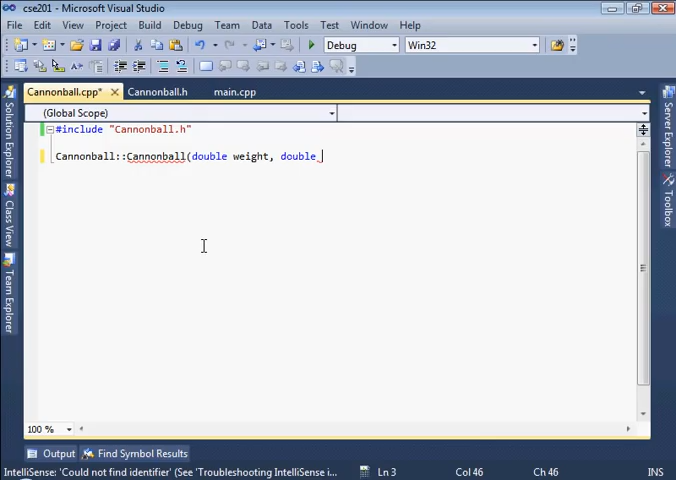 cse201 - Microsoft Visual Studio
File Edit View Project Build Debug Team Data Tools Test Window Help
Debug Win32
Cannonball.cpp* Cannonball.h main.cpp
(Global Scope)
#include "Cannonball.h"
Cannonball::Cannonball(double weight, double
Solution Explorer
Class View
Team Explorer
Server Explorer
Toolbox
100 %
Output Find Symbol Results
IntelliSense: 'Could not find identifier' (See 'Troubleshooting IntelliSense i... Ln 3 Col 46 Ch 46 INS